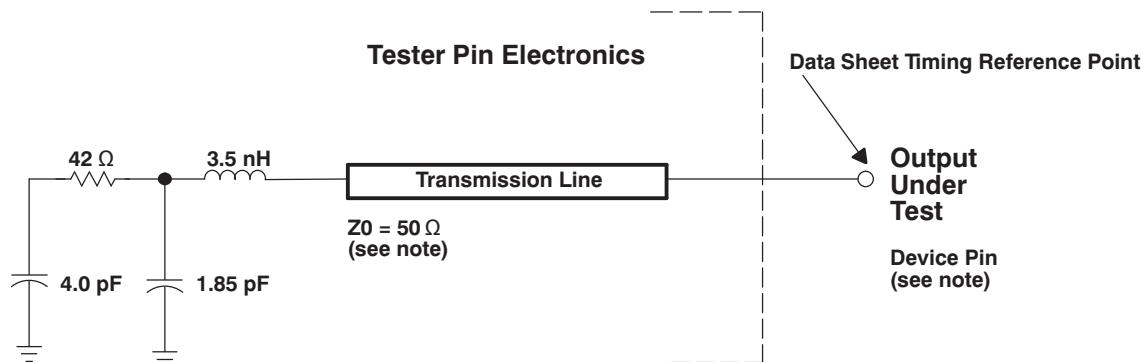 Tester Pin Electronics
Data Sheet Timing Reference Point
42 Ω
3.5 nH
Transmission Line
Output
Under
Test
Z0 = 50 Ω
(see note)
Device Pin
(see note)
4.0 pF
1.85 pF